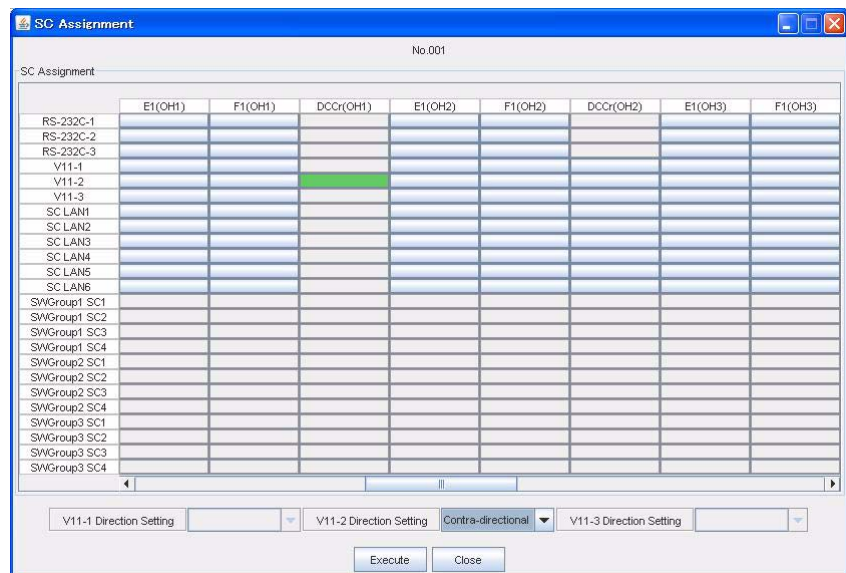 SC Assignment
No.001
SC Assignment
E1(OH1) F1(OH1) DCCr(OH1) E1(OH2) F1(OH2) DCCr(OH2) E1(OH3) F1(OH3)
RS-232C-1
RS-232C-2
RS-232C-3
V11-1
V11-2
V11-3
SC LAN1
SC LAN2
SC LAN3
SC LAN4
SC LAN5
SC LAN6
SWGroup1 SC1
SWGroup1 SC2
SWGroup1 SC3
SWGroup1 SC4
SWGroup2 SC1
SWGroup2 SC2
SWGroup2 SC3
SWGroup2 SC4
SWGroup3 SC1
SWGroup3 SC2
SWGroup3 SC3
SWGroup3 SC4
V11-1 Direction Setting V11-2 Direction Setting Contra-directional V11-3 Direction Setting
Execute Close